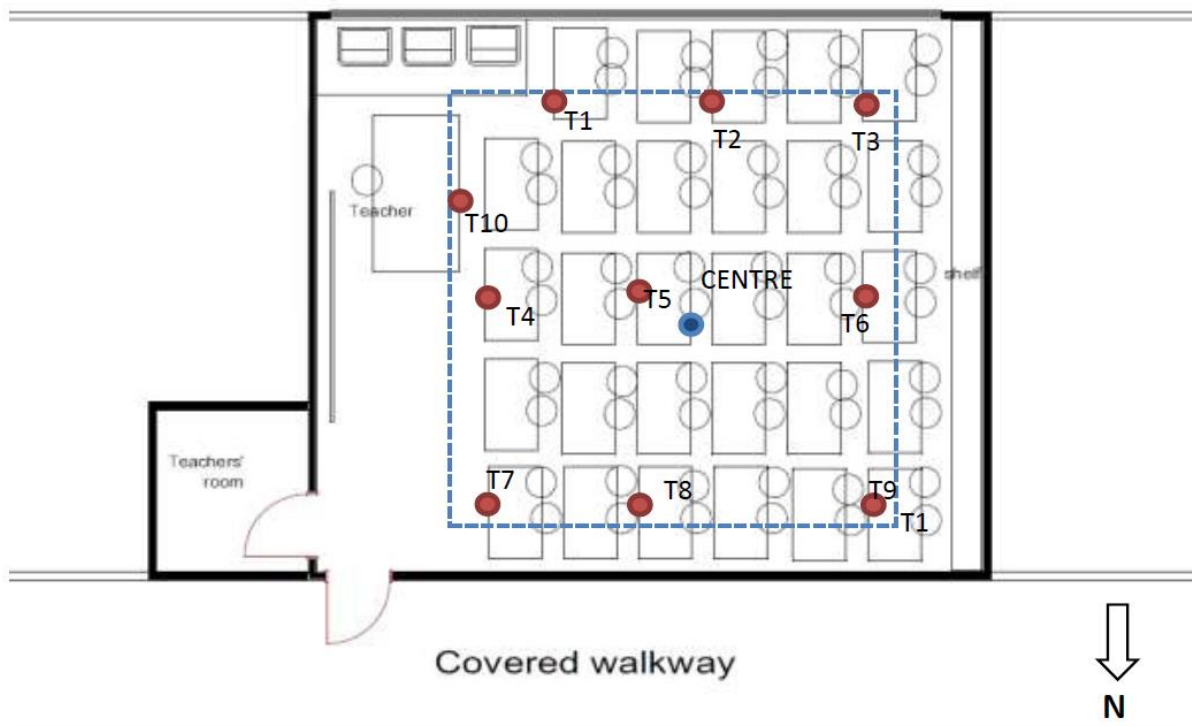 T1
T2
T3
Teacher
T10
CENTRE
shelf
T5
T4
T6
Teachers'
room
T7
T8
T9
T1
Covered walkway
N